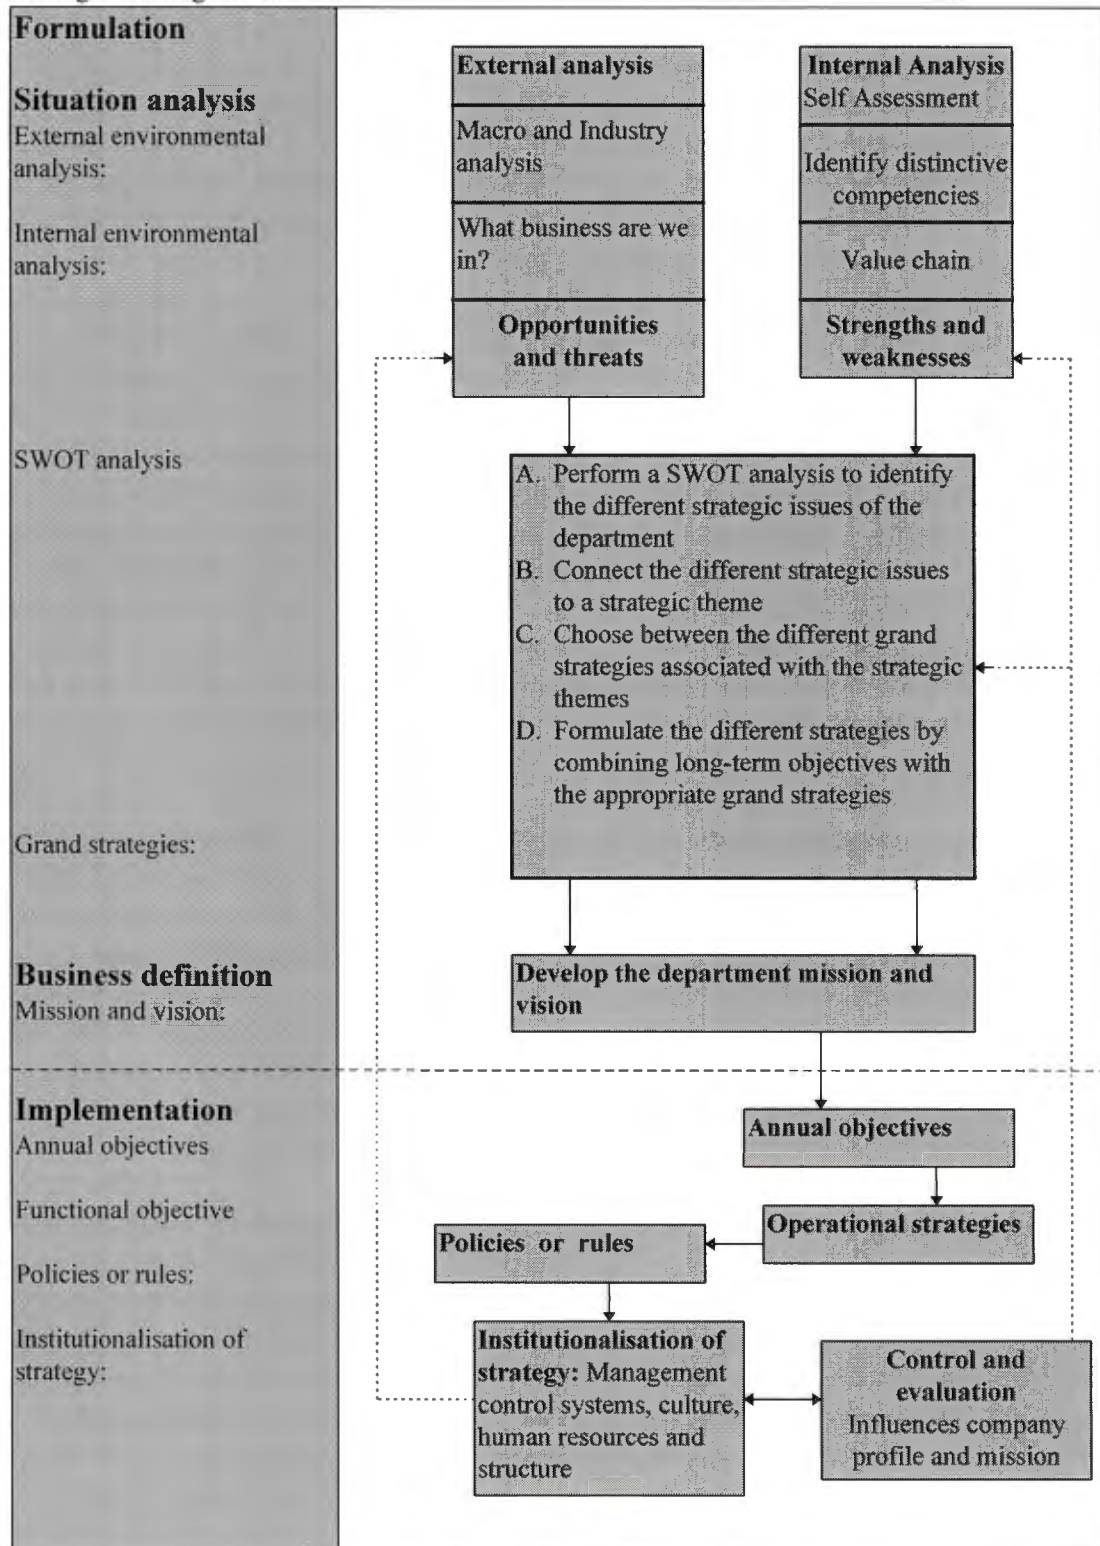 Formulation
Situation analysis
External environmental
analysis:
Internal environmental
analysis:
SWOT analysis
Grand strategies:
Business definition
Mission and vision:
Implementation
Annual objectives
Functional objective
Policies or rules:
Institutionalisation of
strategy:
External analysis
Macro and Industry
analysis
What business are we
in?
Opportunities
and threats
Internal Analysis
Self Assessment
Identify distinctive
competencies
Value chain
Strengths and
weaknesses
A. Perform a SWOT analysis to identify
the different strategic issues of the
department
B. Connect the different strategic issues
to a strategic theme
C. Choose between the different grand
strategies associated with the strategic
themes
D. Formulate the different strategies by
combining long-term objectives with
the appropriate grand strategies
Develop the department mission and
vision
Annual objectives
Operational strategies
Policies or rules
Institutionalisation of
strategy: Management
control systems, culture,
human resources and
structure
Control and
evaluation
Influences company
profile and mission